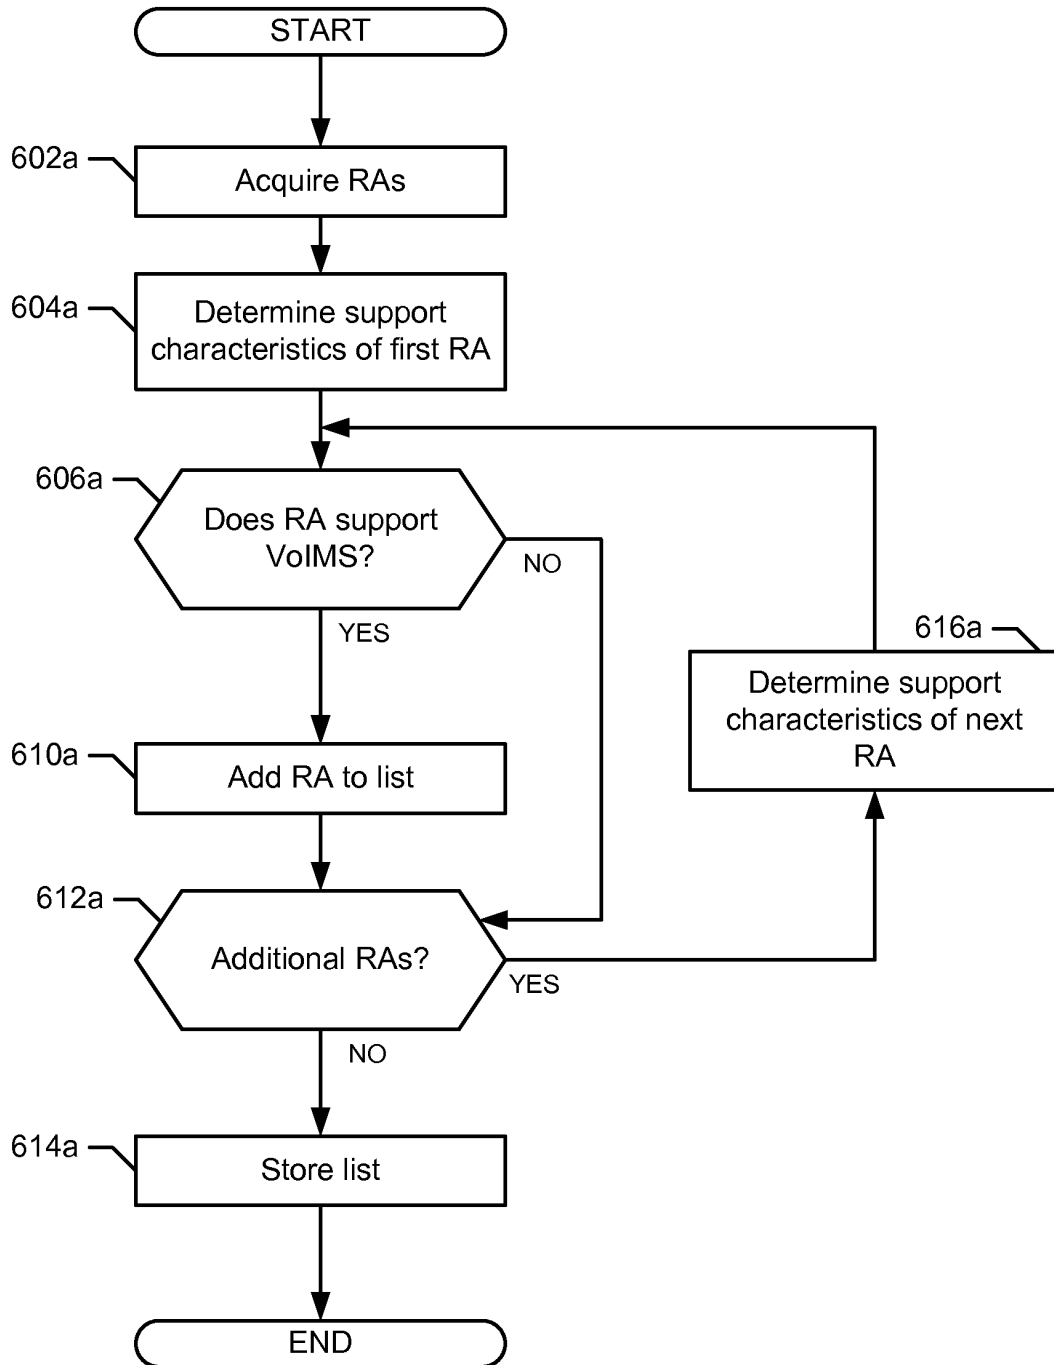 START
602a
Acquire RAs
604a
Determine support
characteristics of first RA
606a
Does RA support
VoIMS?
NO
YES
616a
Determine support
characteristics of next
RA
610a
Add RA to list
612a
Additional RAs?
YES
NO
614a
Store list
END